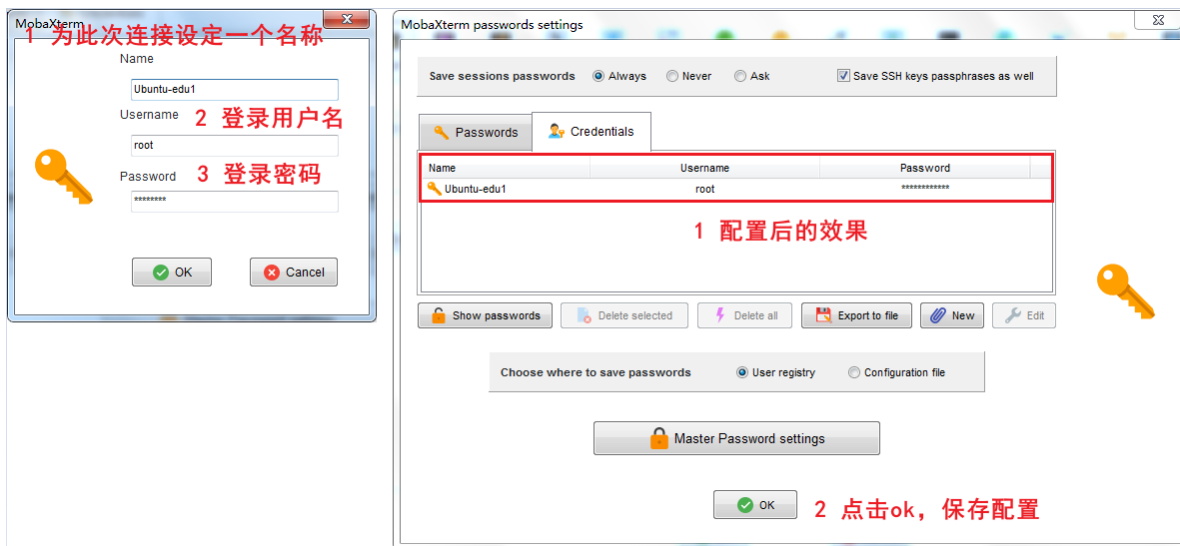 MobaXterm
1 为此次连接设定一个名称
Name
Ubuntu-edu1
Username
2 登录用户名
root
Password
3 登录密码
********
OK
Cancel
MobaXterm passwords settings
Save sessions passwords Always Never Ask Save SSH keys passphrases as well
Passwords Credentials
Name Username Password
Ubuntu-edu1 root ************
1 配置后的效果
Show passwords Delete selected Delete all Export to file New Edit
Choose where to save passwords User registry Configuration file
Master Password settings
OK
2 点击ok，保存配置